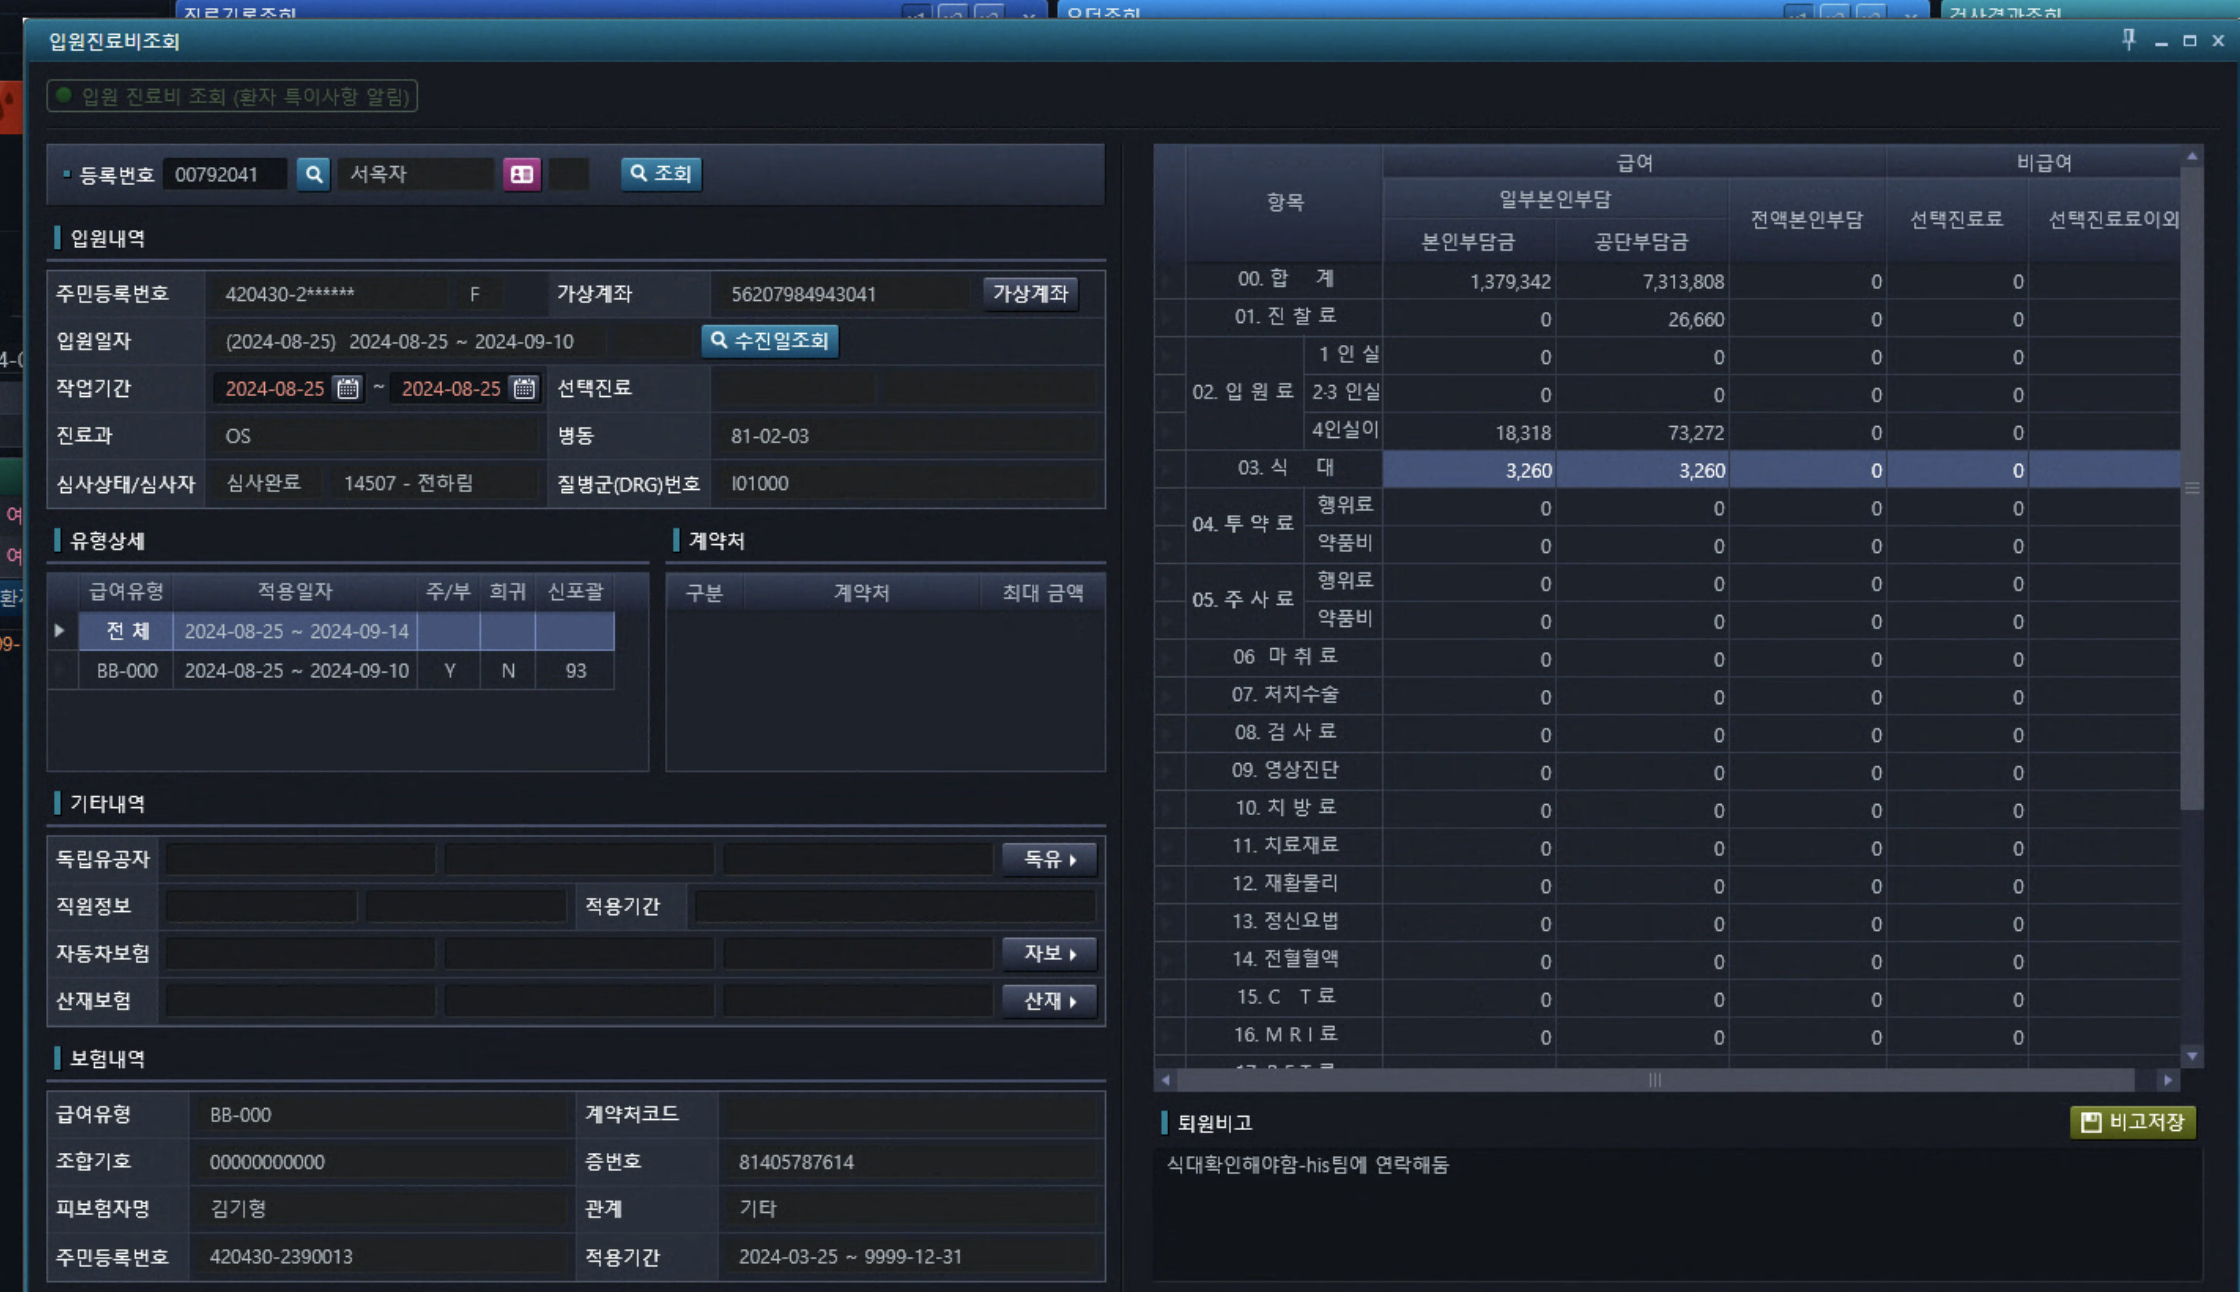 진료기록조회
오더조회
검사결과조회
입원진료비조회
입원 진료비 조회 (환자 특이사항 알림)
등록번호 00792041 서옥자 조회
입원내역
주민등록번호 420430-2****** F 가상계좌 56207984943041 가상계좌
입원일자 (2024-08-25) 2024-08-25 ~ 2024-09-10 수진일조회
작업기간 2024-08-25 ~ 2024-08-25 선택진료
진료과 OS 병동 81-02-03
심사상태/심사자 심사완료 14507 - 전하림 질병군(DRG)번호 I01000
유형상세
급여유형 적용일자 주/부 희귀 신포괄
전 체 2024-08-25 ~ 2024-09-14
BB-000 2024-08-25 ~ 2024-09-10 Y N 93
계약처
구분 계약처 최대 금액
기타내역
독립유공자 독유
직원정보 적용기간
자동차보험 자보
산재보험 산재
보험내역
급여유형 BB-000 계약처코드
조합기호 00000000000 증번호 81405787614
피보험자명 김기형 관계 기타
주민등록번호 420430-2390013 적용기간 2024-03-25 ~ 9999-12-31
항목 급여 비급여
일부본인부담 전액본인부담 선택진료료 선택진료료이외
본인부담금 공단부담금
00. 합 계 1,379,342 7,313,808 0 0
01. 진 찰 료 0 26,660 0 0
02. 입 원 료 1 인 실 0 0 0 0
2-3 인실 0 0 0 0
4인실이 18,318 73,272 0 0
03. 식 대 3,260 3,260 0 0
04. 투 약 료 행위료 0 0 0 0
약품비 0 0 0 0
05. 주 사 료 행위료 0 0 0 0
약품비 0 0 0 0
06 마 취 료 0 0 0 0
07. 처치수술 0 0 0 0
08. 검 사 료 0 0 0 0
09. 영상진단 0 0 0 0
10. 치 방 료 0 0 0 0
11. 치료재료 0 0 0 0
12. 재활물리 0 0 0 0
13. 정신요법 0 0 0 0
14. 전혈혈액 0 0 0 0
15. C T 료 0 0 0 0
16. M R I 료 0 0 0 0
퇴원비고 비고저장
식대확인해야함-his팀에 연락해둠